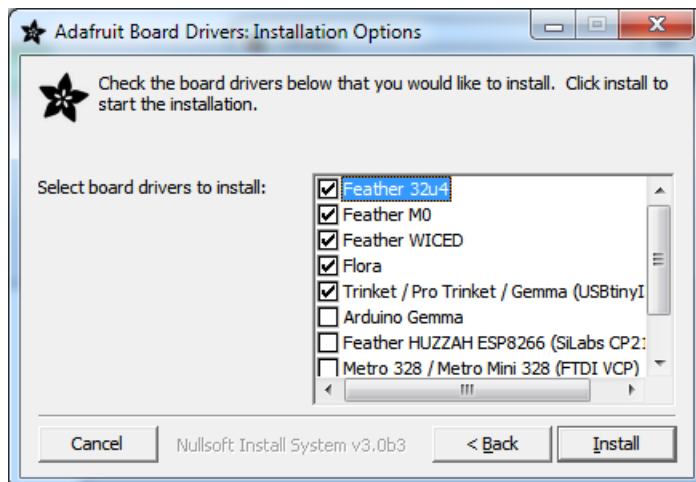 Adafruit Board Drivers: Installation Options
Check the board drivers below that you would like to install. Click install to
start the installation.
Select board drivers to install:
Feather 32u4
Feather M0
Feather WICED
Flora
Trinket / Pro Trinket / Gemma (USBtinyI
Arduino Gemma
Feather HUZZAH ESP8266 (SiLabs CP21
Metro 328 / Metro Mini 328 (FTDI VCP)
Cancel
Nullsoft Install System v3.0b3
< Back
Install